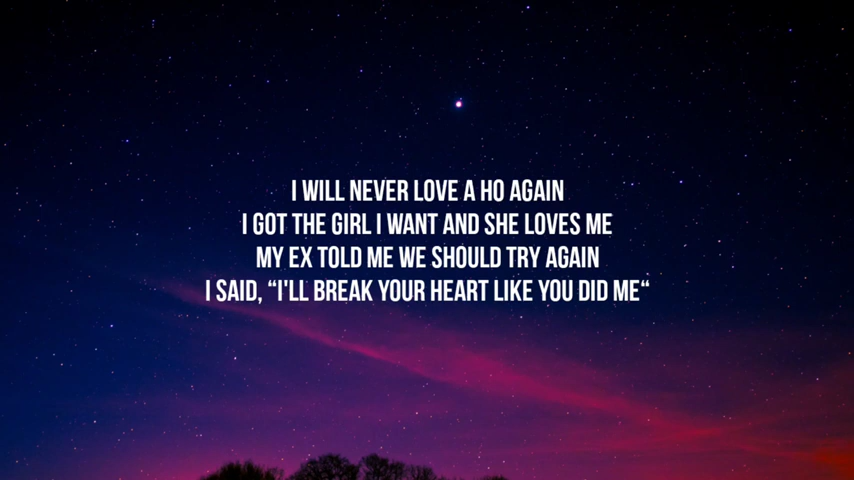 I WILL NEVER LOVE A HO AGAIN
I GOT THE GIRL I WANT AND SHE LOVES ME
MY EX TOLD ME WE SHOULD TRY AGAIN
I SAID, “I'LL BREAK YOUR HEART LIKE YOU DID ME“